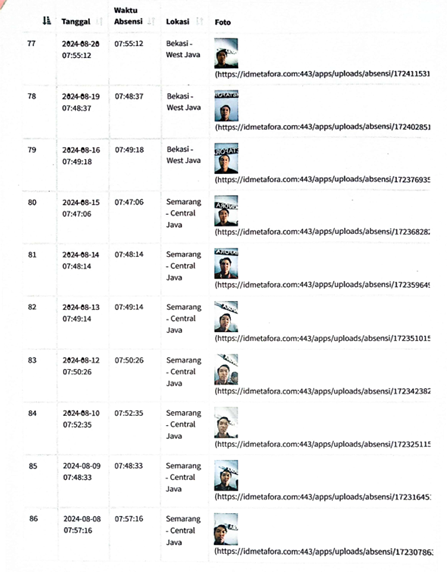 Tanggal Waktu Absensi Lokasi Foto
77 2024-08-20 07:55:12 07:55:12 Bekasi - West Java
(https://idmetafora.com:443/apps/uploads/absensi/172411531
78 2024-08-19 07:48:37 07:48:37 Bekasi - West Java
(https://idmetafora.com:443/apps/uploads/absensi/172402851
79 2024-08-16 07:49:18 07:49:18 Bekasi - West Java
(https://idmetafora.com:443/apps/uploads/absensi/172376935
80 2024-08-15 07:47:06 07:47:06 Semarang - Central Java
(https://idmetafora.com:443/apps/uploads/absensi/172368282
81 2024-08-14 07:48:14 07:48:14 Semarang - Central Java
(https://idmetafora.com:443/apps/uploads/absensi/172359649
82 2024-08-13 07:49:14 07:49:14 Semarang - Central Java
(https://idmetafora.com:443/apps/uploads/absensi/172351015
83 2024-08-12 07:50:26 07:50:26 Semarang - Central Java
(https://idmetafora.com:443/apps/uploads/absensi/172342382
84 2024-08-10 07:52:35 07:52:35 Semarang - Central Java
(https://idmetafora.com:443/apps/uploads/absensi/172325115
85 2024-08-09 07:48:33 07:48:33 Semarang - Central Java
(https://idmetafora.com:443/apps/uploads/absensi/172316451
86 2024-08-08 07:57:16 07:57:16 Semarang - Central Java
(https://idmetafora.com:443/apps/uploads/absensi/172307863